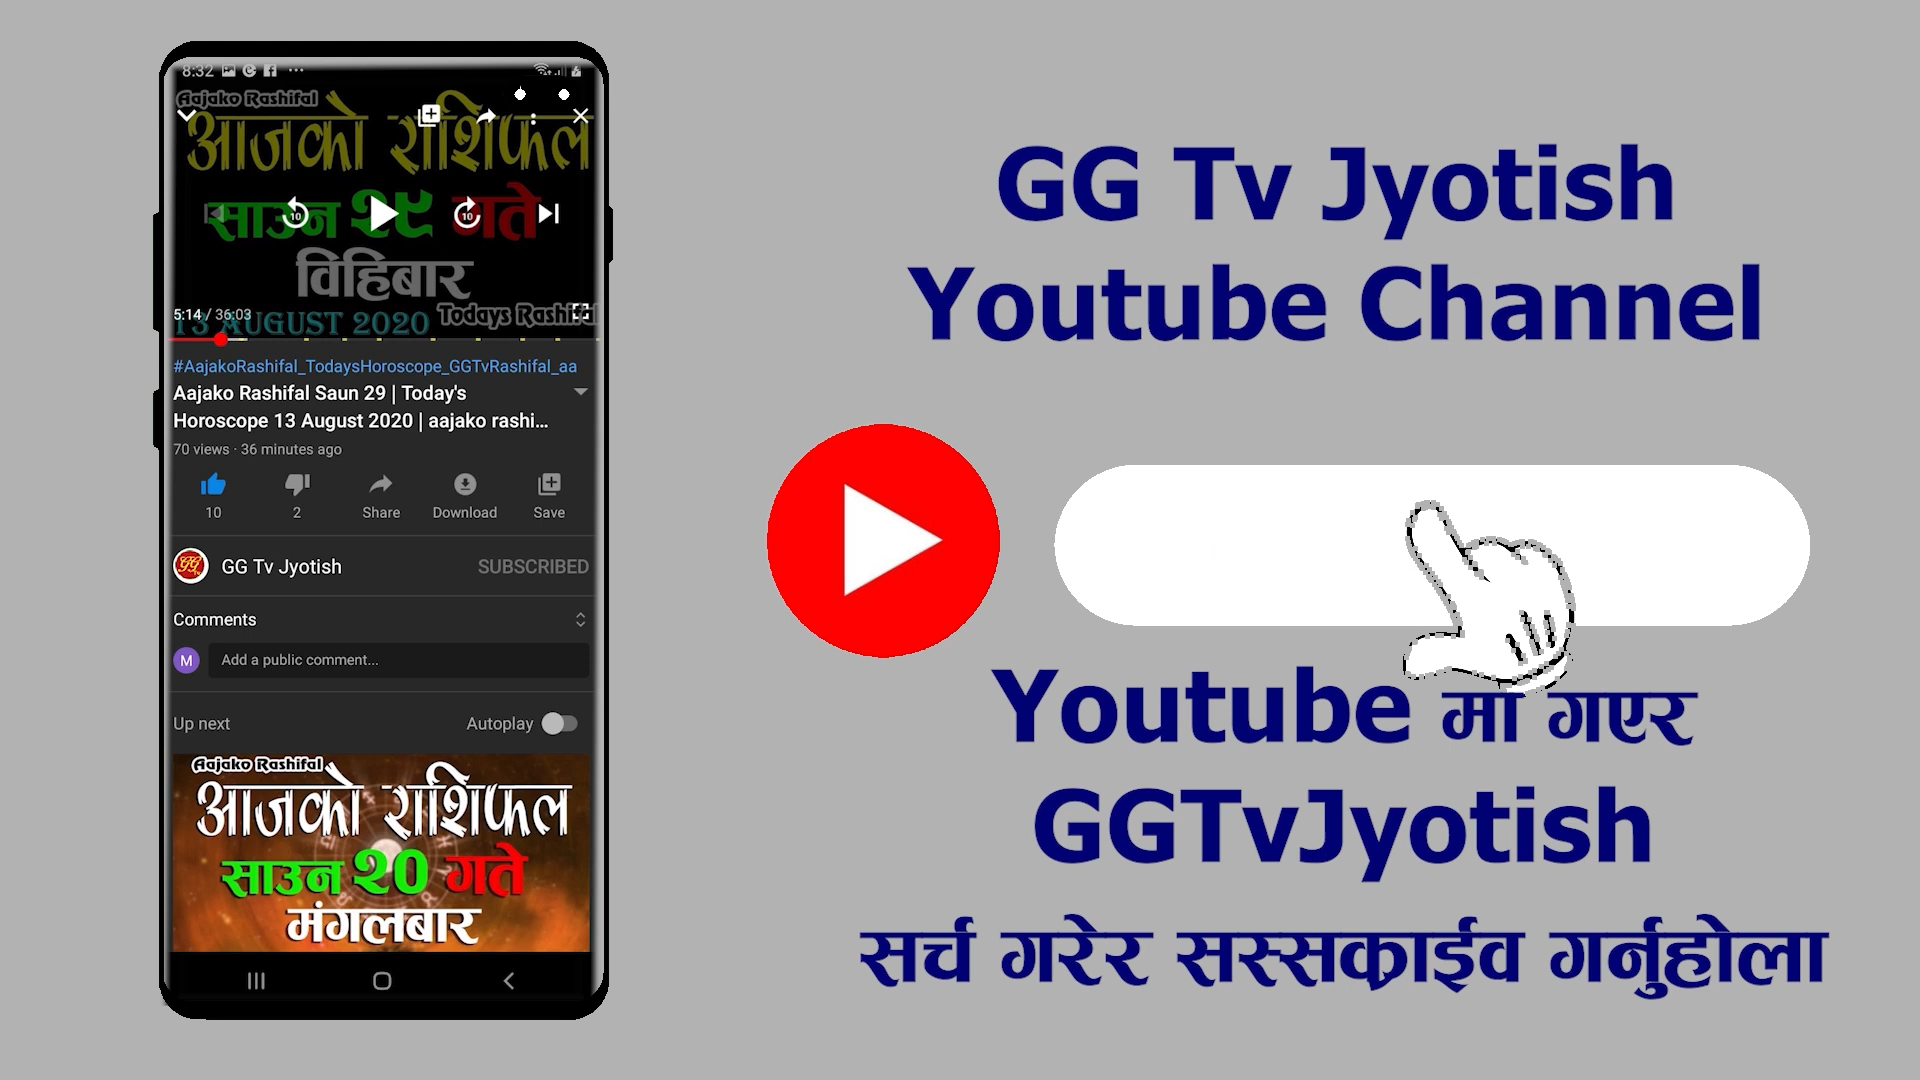 8:32
Aajako Rashifal
आजको राशिफल
साउन २९ गते
विहिबार
5:14 / 36:03
13 AUGUST 2020
Todays Rashifal
#AajakoRashifal_TodaysHoroscope_GGTvRashifal_aa
Aajako Rashifal Saun 29 | Today's
Horoscope 13 August 2020 | aajako rashi...
70 views · 36 minutes ago
10 2 Share Download Save
GG Tv Jyotish SUBSCRIBED
Comments
M Add a public comment...
Up next Autoplay
Aajako Rashifal
आजको राशिफल
साउन २० गते
मंगलबार
GG Tv Jyotish
Youtube Channel
Youtube मा गएर
GGTvJyotish
सर्च गरेर सस्सक्राईव गर्नुहोला